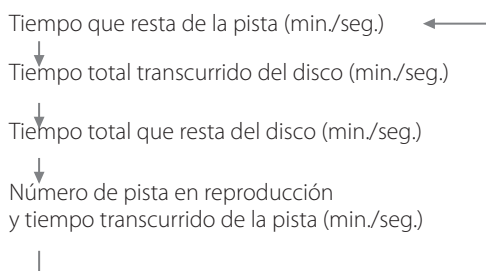 Tiempo que resta de la pista (min./seg.)
Tiempo total transcurrido del disco (min./seg.)
Tiempo total que resta del disco (min./seg.)
Número de pista en reproducción
y tiempo transcurrido de la pista (min./seg.)